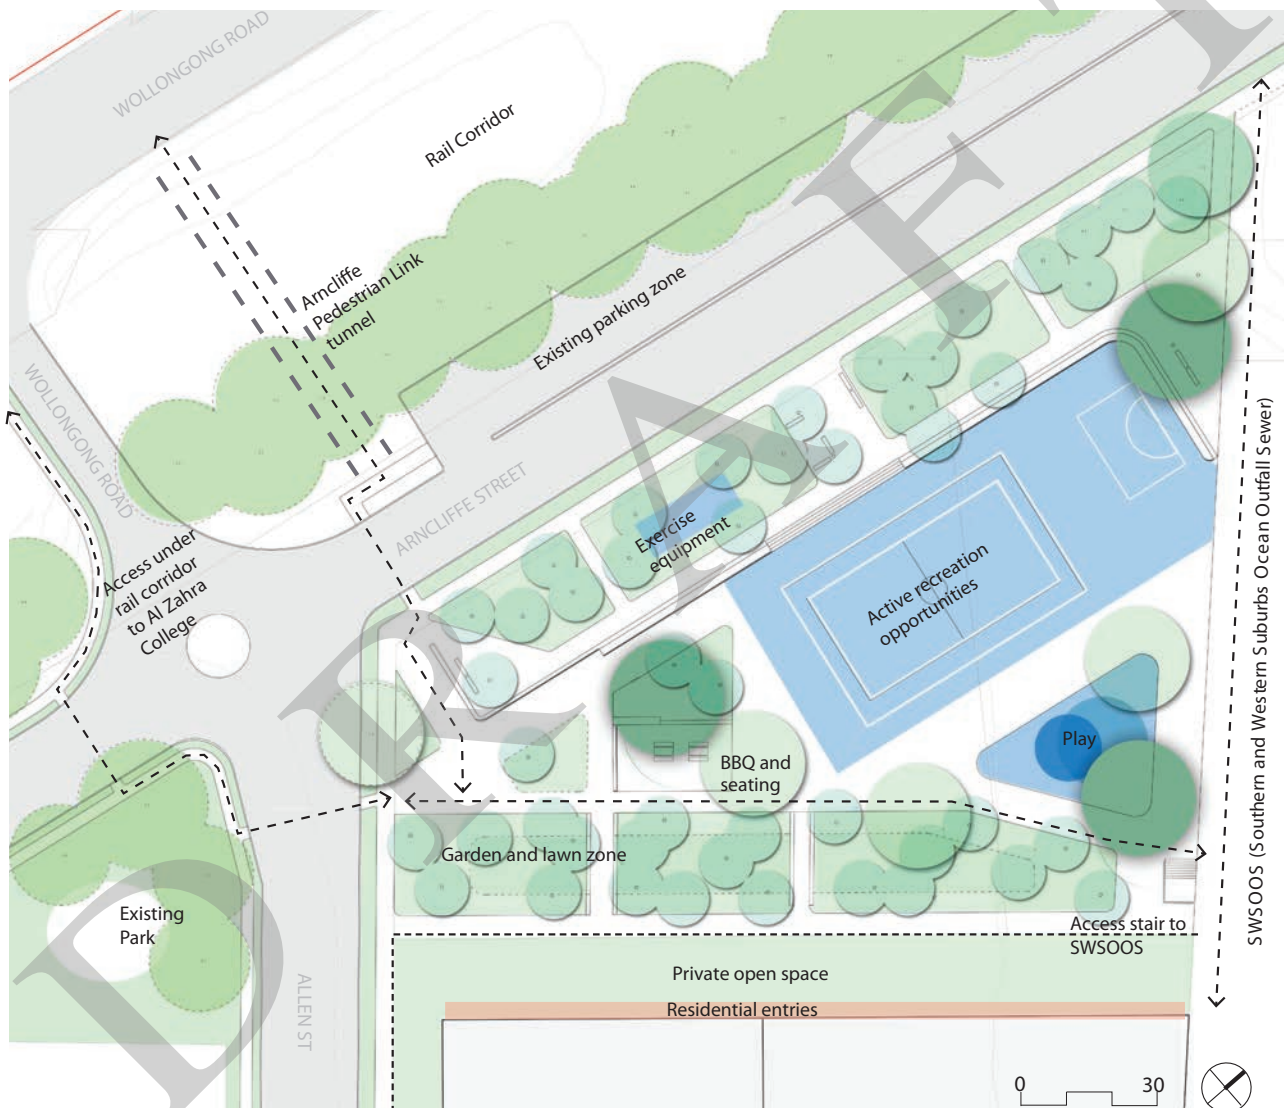 WOLLONGONG ROAD
Rail Corridor
Arncliffe
Pedestrian Link
tunnel
Existing parking zone
WOLLONGONG ROAD
ARNCLIFFE STREET
Access under
rail corridor
to Al Zahra
College
Exercise
equipment
Active recreation
opportunities
SWSOOS (Southern and Western Suburbs Ocean Outfall Sewer)
Play
BBQ and
seating
Garden and lawn zone
Existing
Park
Access stair to
SWSOOS
Private open space
Residential entries
ALLEN ST
0 30
DRAFT